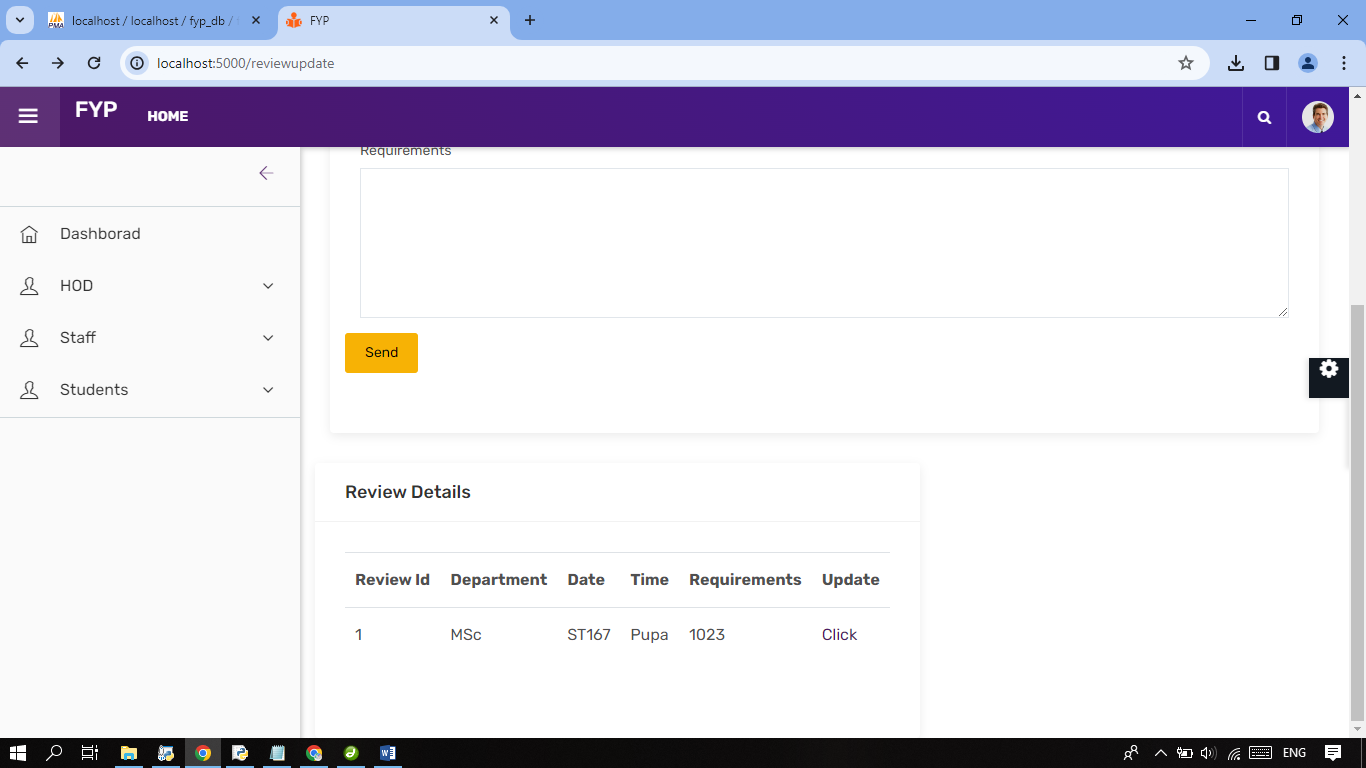 localhost / localhost / fyp_db /
FYP
localhost:5000/reviewupdate
FYP
HOME
Requirements
Dashborad
HOD
Staff
Students
Send
Review Details
Review Id Department Date Time Requirements Update
1 MSc ST167 Pupa 1023 Click
ENG